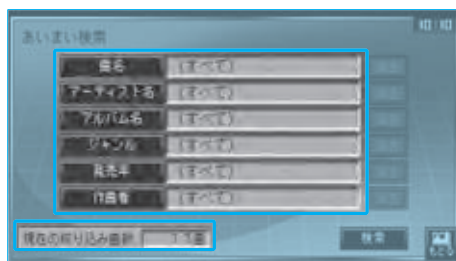 あいまい検索
10:10
曲名 (すべて)
アーティスト名 (すべて)
アルバム名 (すべて)
ジャンル (すべて)
発売年 (すべて)
作曲者 (すべて)
現在の絞り込み曲数
検索
もどる